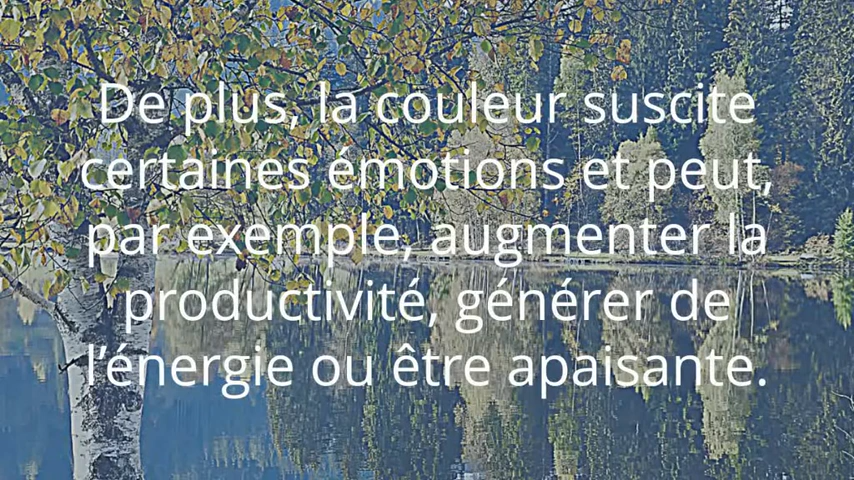 De plus, la couleur suscite
certaines émotions et peut,
par exemple, augmenter la
productivité, générer de
l’énergie ou être apaisante.